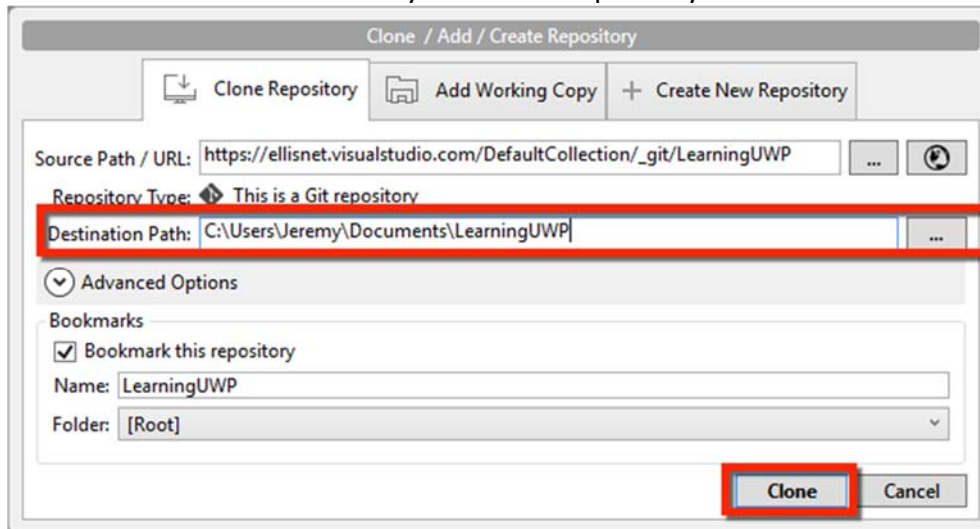 Clone / Add / Create Repository
Clone Repository
Add Working Copy
+ Create New Repository
Source Path / URL: https://ellisnet.visualstudio.com/DefaultCollection/_git/LearningUWP ...
Repository Type: This is a Git repository
Destination Path: C:\Users\Jeremy\Documents\LearningUWP ...
Advanced Options
Bookmarks
Bookmark this repository
Name: LearningUWP
Folder: [Root]
Clone Cancel